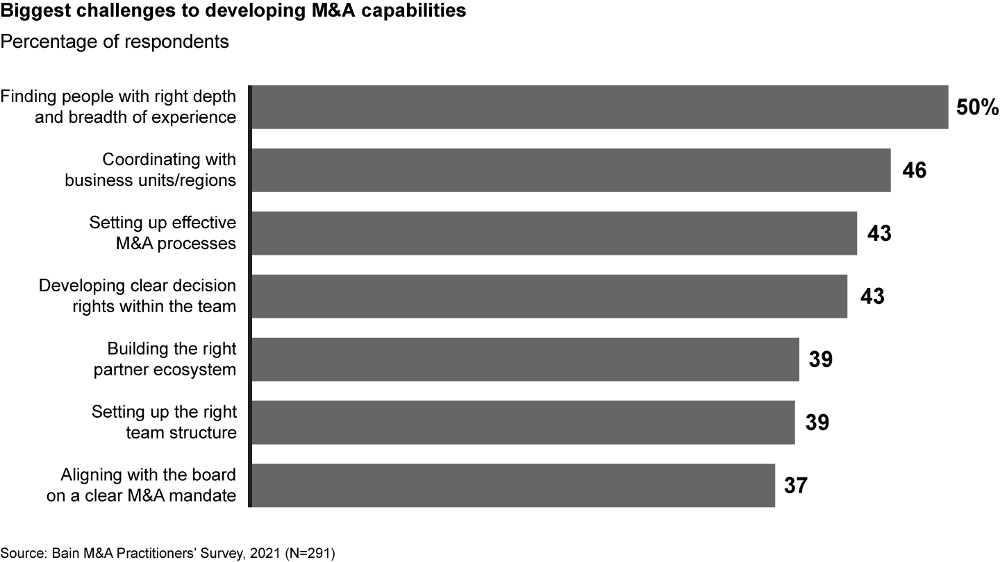 Biggest challenges to developing M&A capabilities
Percentage of respondents
Finding people with right depth
and breadth of experience
50%
Coordinating with
business units/regions
46
Setting up effective
M&A processes
43
Developing clear decision
rights within the team
43
Building the right
partner ecosystem
39
Setting up the right
team structure
39
Aligning with the board
on a clear M&A mandate
37
Source: Bain M&A Practitioners’ Survey, 2021 (N=291)